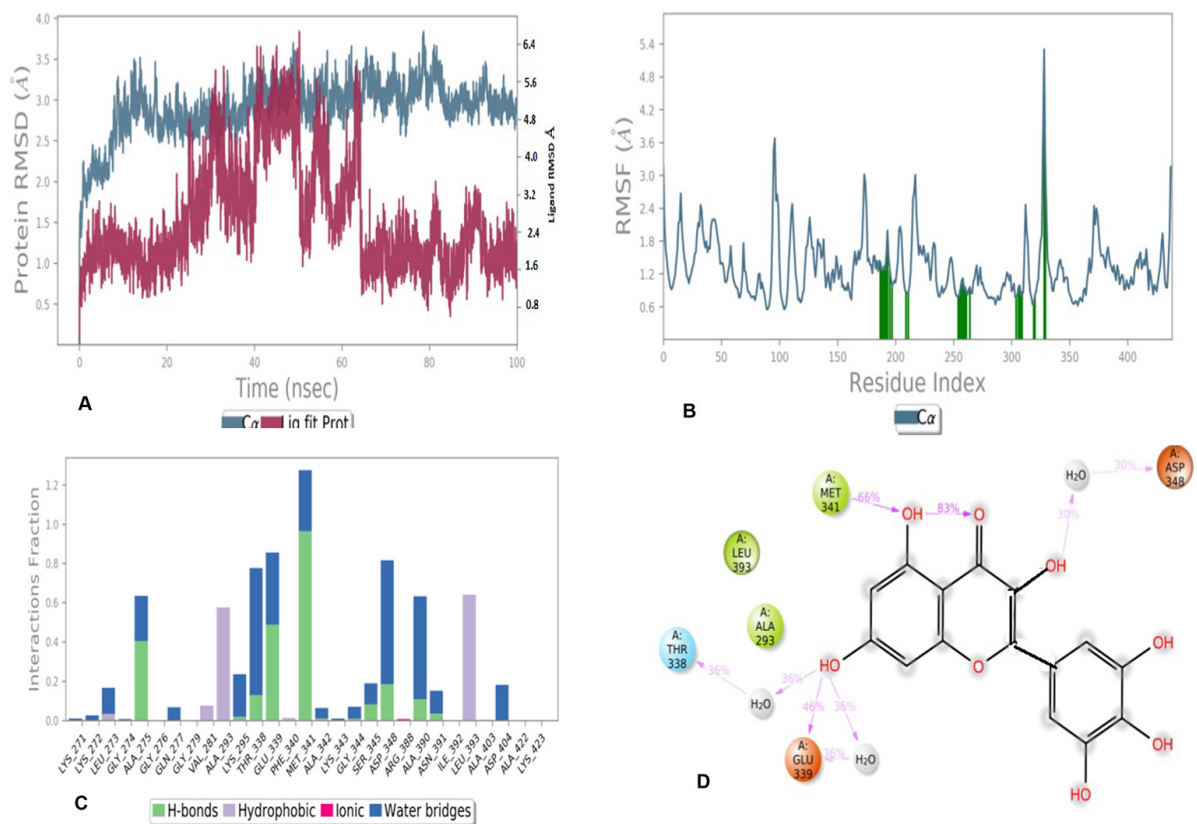 4.0
3.5
3.0
2.5
2.0
1.5
1.0
0.5
Protein RMSD (Å)
6.4
5.6
4.8
4.0
3.2
2.4
1.6
0.8
Ligand RMSD Å
0 20 40 60 80 100
Time (nsec)
A
Cα Lig fit Prot
B
5.4
4.8
4.2
3.6
3.0
2.4
1.8
1.2
0.6
RMSF (Å)
0 50 100 150 200 250 300 350 400
Residue Index
B
Cα
1.2
1.0
0.8
0.6
0.4
0.2
0.0
Interactions Fraction
LYS_271
LYS_272
LEU_273
GLY_274
ALA_275
GLY_276
GLN_277
GLY_279
VAL_281
ALA_293
LYS_295
THR_338
GLU_339
PHE_340
MET_341
ALA_342
LYS_343
GLY_344
SER_345
ASP_348
ARG_388
ALA_390
ASN_391
ILE_392
LEU_393
ALA_403
ASP_404
ALA_422
LYS_423
C
H-bonds Hydrophobic Ionic Water bridges
A:
MET
341
66%
OH
83%
O
H₂O
30%
A:
ASP
348
30%
OH
A:
LEU
393
A:
ALA
293
A:
THR
338
36%
H₂O
36%
HO
46%
36%
A:
GLU
339
36%
H₂O
O
OH
OH
HO
D